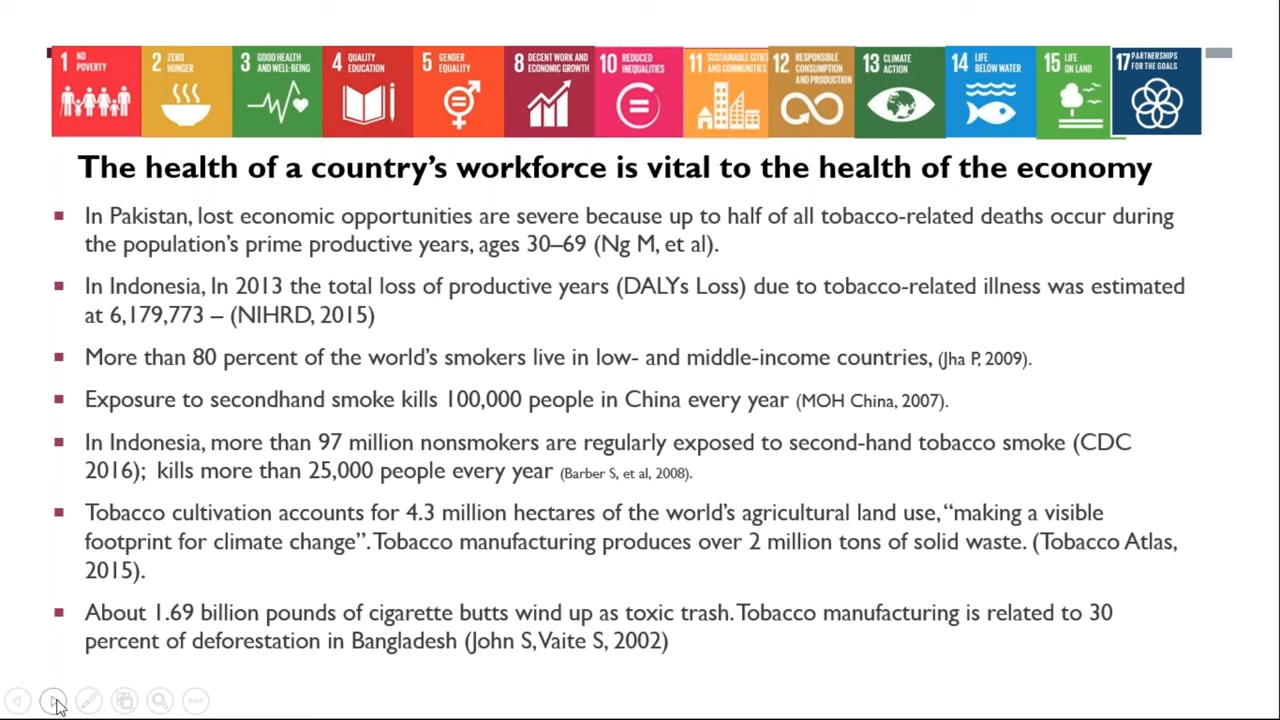 1 NO POVERTY
2 ZERO HUNGER
3 GOOD HEALTH AND WELL-BEING
4 QUALITY EDUCATION
5 GENDER EQUALITY
8 DECENT WORK AND ECONOMIC GROWTH
10 REDUCED INEQUALITIES
11 SUSTAINABLE CITIES AND COMMUNITIES
12 RESPONSIBLE CONSUMPTION AND PRODUCTION
13 CLIMATE ACTION
14 LIFE BELOW WATER
15 LIFE ON LAND
17 PARTNERSHIPS FOR THE GOALS
The health of a country’s workforce is vital to the health of the economy
In Pakistan, lost economic opportunities are severe because up to half of all tobacco-related deaths occur during
the population’s prime productive years, ages 30–69 (Ng M, et al).
In Indonesia, In 2013 the total loss of productive years (DALYs Loss) due to tobacco-related illness was estimated
at 6,179,773 – (NIHRD, 2015)
More than 80 percent of the world’s smokers live in low- and middle-income countries, (Jha P, 2009).
Exposure to secondhand smoke kills 100,000 people in China every year (MOH China, 2007).
In Indonesia, more than 97 million nonsmokers are regularly exposed to second-hand tobacco smoke (CDC
2016); kills more than 25,000 people every year (Barber S, et al, 2008).
Tobacco cultivation accounts for 4.3 million hectares of the world’s agricultural land use, “making a visible
footprint for climate change”. Tobacco manufacturing produces over 2 million tons of solid waste. (Tobacco Atlas,
2015).
About 1.69 billion pounds of cigarette butts wind up as toxic trash. Tobacco manufacturing is related to 30
percent of deforestation in Bangladesh (John S, Vaite S, 2002)